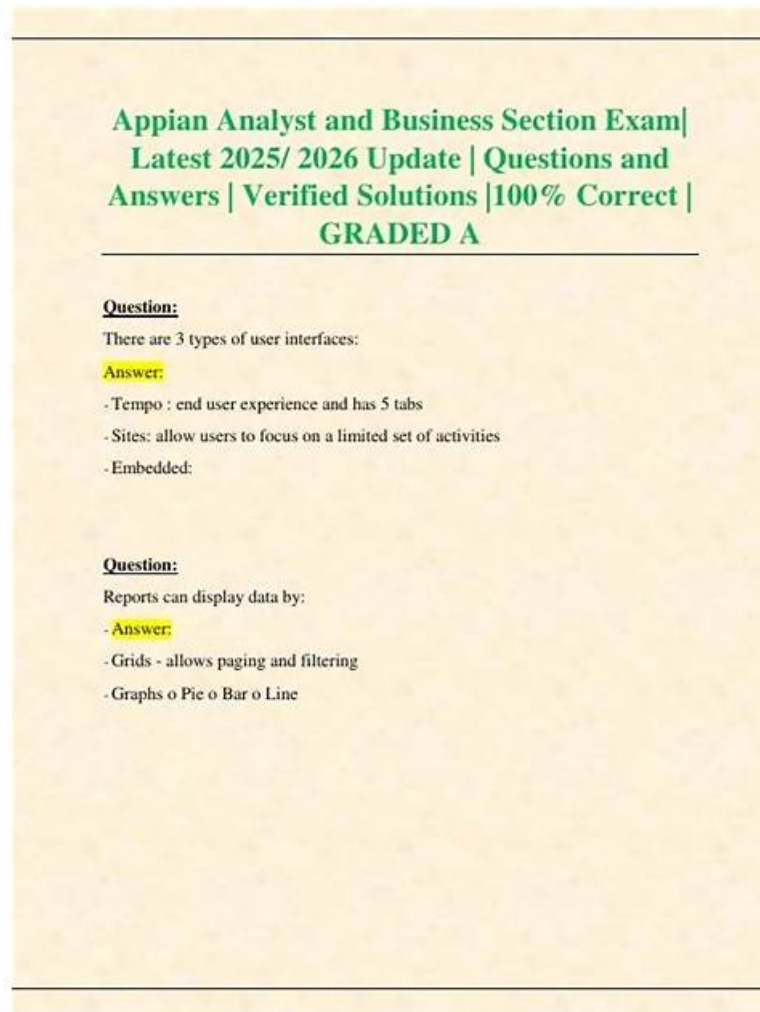 Appian Analyst and Business Section Exam|
Latest 2025/ 2026 Update | Questions and
Answers | Verified Solutions |100% Correct |
GRADED A
Question:
There are 3 types of user interfaces:
Answer:
- Tempo : end user experience and has 5 tabs
- Sites: allow users to focus on a limited set of activities
- Embedded:
Question:
Reports can display data by:
- Answer:
- Grids - allows paging and filtering
- Graphs o Pie o Bar o Line